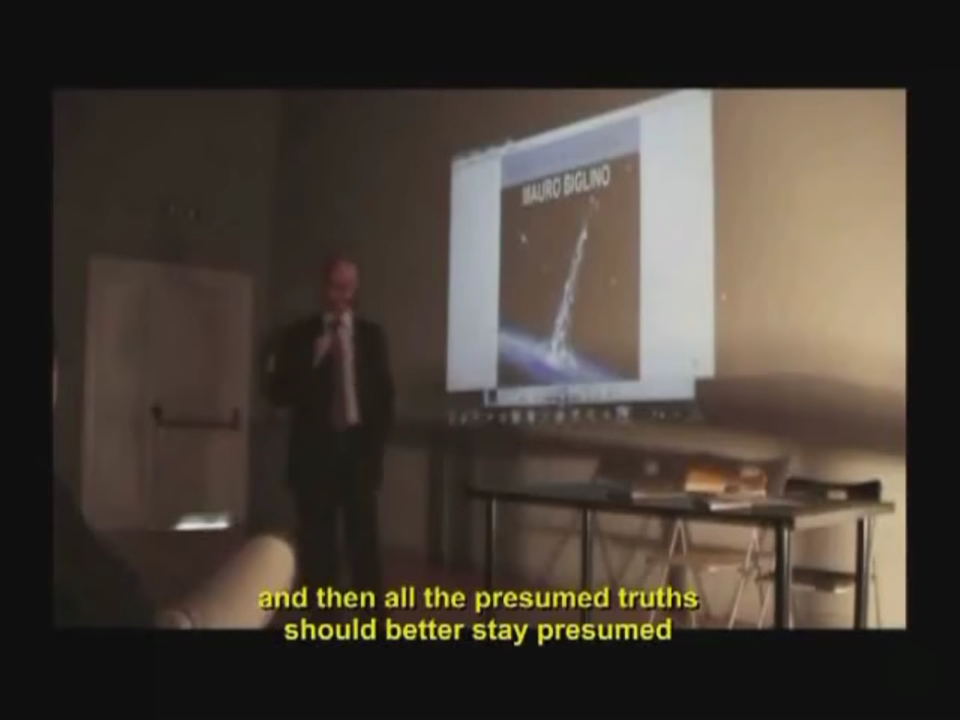 MAURO BIGLINO
and then all the presumed truths
should better stay presumed